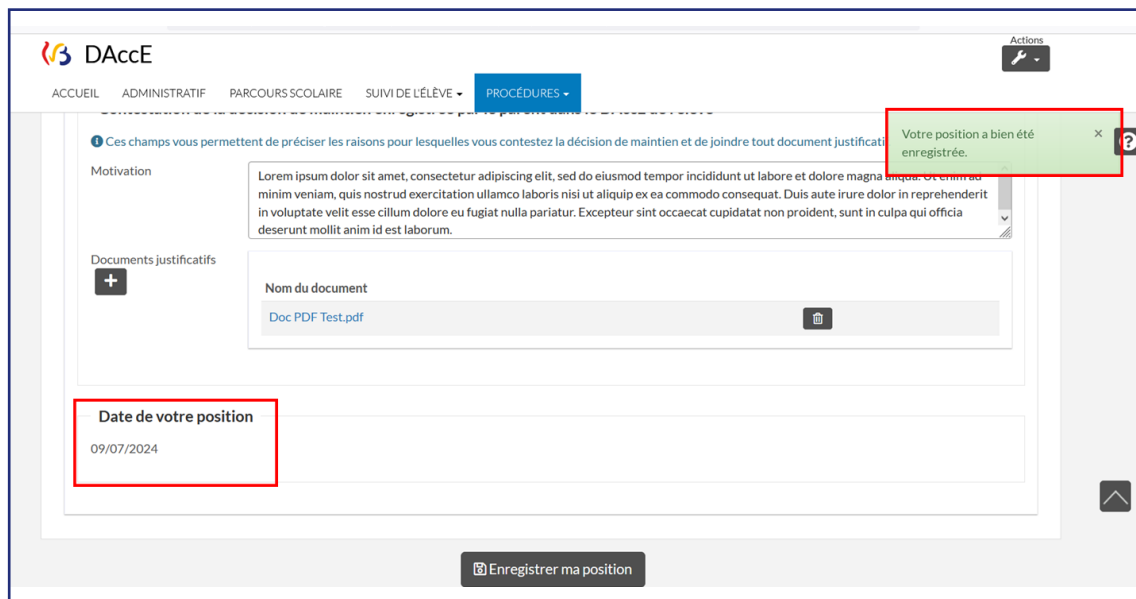 DAccE
Actions
ACCUEIL ADMINISTRATIF PARCOURS SCOLAIRE SUIVI DE L'ÉLÈVE PROCÉDURES
Ces champs vous permettent de préciser les raisons pour lesquelles vous contestez la décision de maintien et de joindre tout document justificati
Votre position a bien été
enregistrée.
×
?
Motivation
Lorem ipsum dolor sit amet, consectetur adipiscing elit, sed do eiusmod tempor incididunt ut labore et dolore magna aliqua. Ut enim ad
minim veniam, quis nostrud exercitation ullamco laboris nisi ut aliquip ex ea commodo consequat. Duis aute irure dolor in reprehenderit
in voluptate velit esse cillum dolore eu fugiat nulla pariatur. Excepteur sint occaecat cupidatat non proident, sunt in culpa qui officia
deserunt mollit anim id est laborum.
Documents justificatifs
Nom du document
Doc PDF Test.pdf
Date de votre position
09/07/2024
Enregistrer ma position